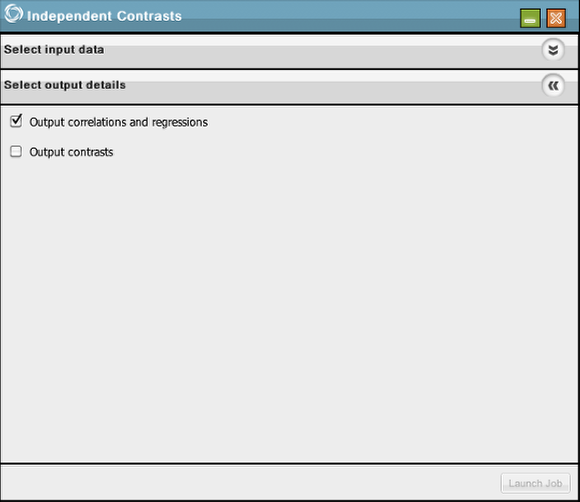 Independent Contrasts
Select input data
Select output details
Output correlations and regressions
Output contrasts
Launch Job